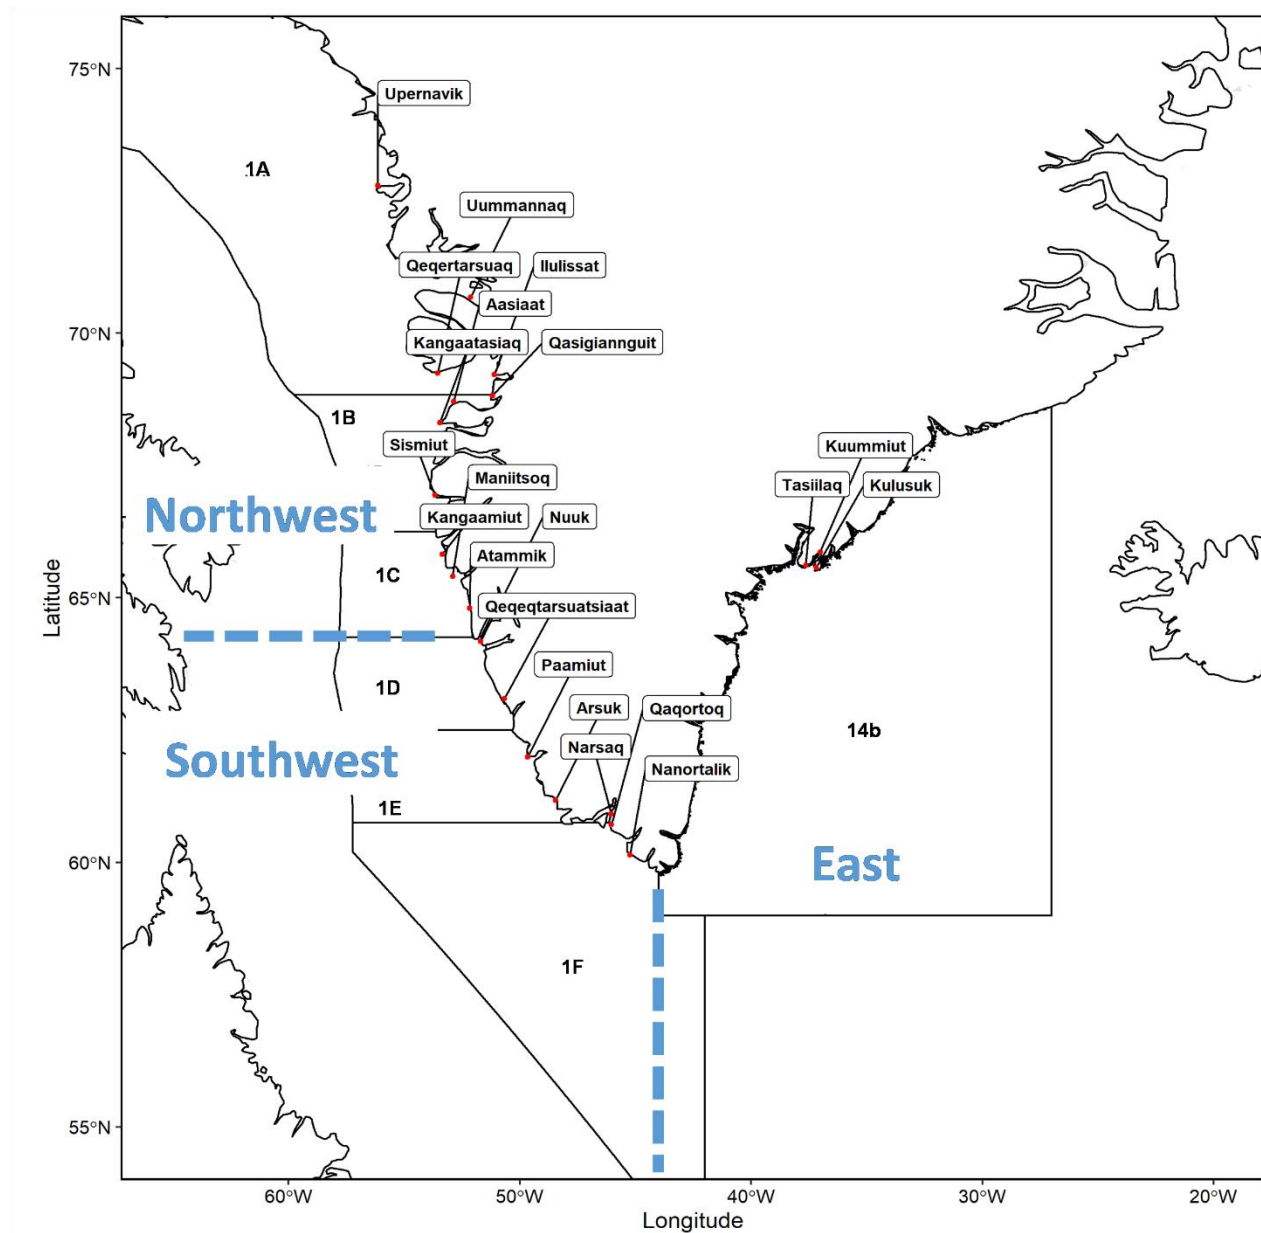 75°N
Upernavik
1A
Uummannaq
Qeqertarsuaq
Ilulissat
Aasiaat
70°N
Kangaatasiaq
Qasigiannguit
1B
Sismiut
Kuummiut
Maniitsoq
Tasiilaq
Kulusuk
Northwest
Kangaamiut
Nuuk
Atammik
1C
65°N
Qeqeqtarsuatsiaat
Latitude
Paamiut
1D
Arsuk
Qaqortoq
14b
Narsaq
Southwest
Nanortalik
1E
60°N
East
1F
55°N
60°W
50°W
40°W
30°W
20°W
Longitude